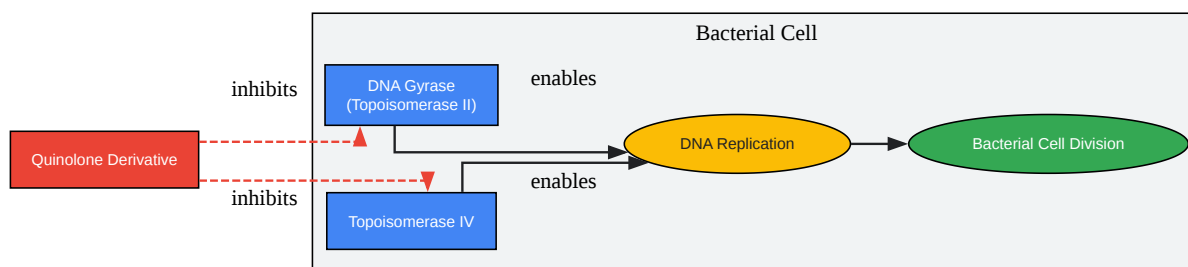 Bacterial Cell
inhibits
DNA Gyrase
(Topoisomerase II)
enables
Quinolone Derivative
DNA Replication
Bacterial Cell Division
enables
inhibits
Topoisomerase IV